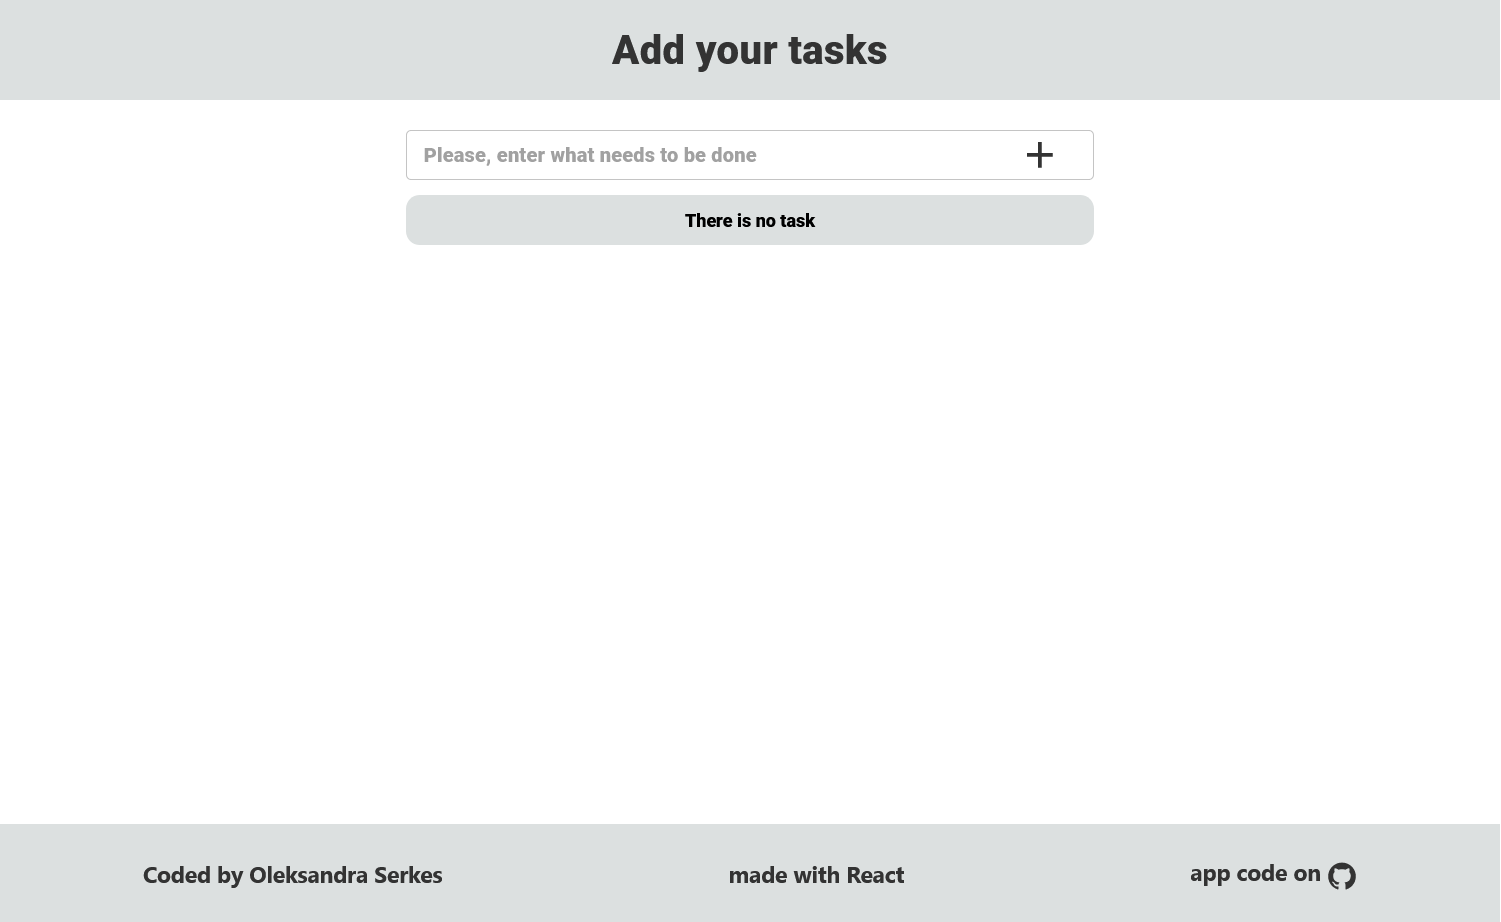 Add your tasks
Please, enter what needs to be done
There is no task
Coded by Oleksandra Serkes
made with React
app code on